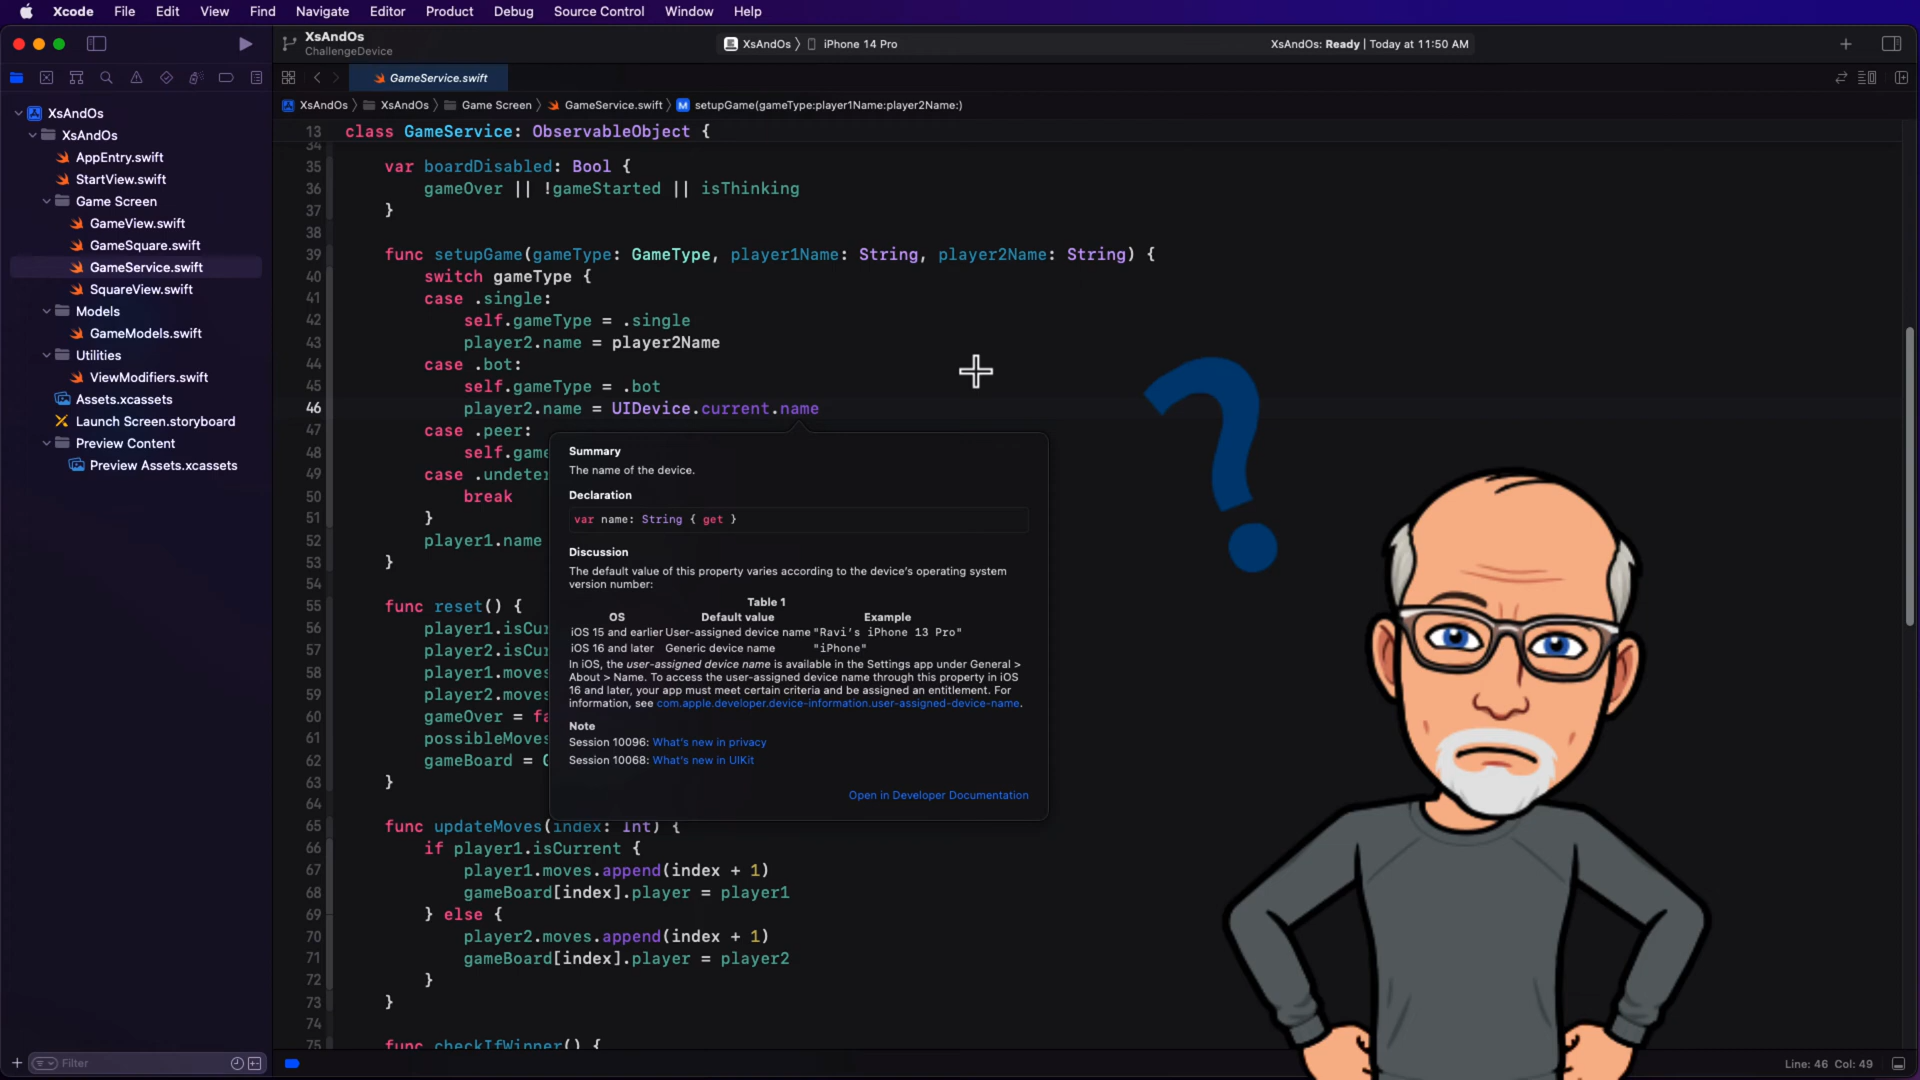 Xcode File Edit View Find Navigate Editor Product Debug Source Control Window Help
XsAndOs
ChallengeDevice
XsAndOs iPhone 14 Pro
XsAndOs: Ready | Today at 11:50 AM
GameService.swift
XsAndOs XsAndOs Game Screen GameService.swift M setupGame(gameType:player1Name:player2Name:)
XsAndOs
XsAndOs
AppEntry.swift
StartView.swift
Game Screen
GameView.swift
GameSquare.swift
GameService.swift
SquareView.swift
Models
GameModels.swift
Utilities
ViewModifiers.swift
Assets.xcassets
Launch Screen.storyboard
Preview Content
Preview Assets.xcassets
Filter
13 class GameService: ObservableObject {
34
35 var boardDisabled: Bool {
36 gameOver || !gameStarted || isThinking
37 }
38
39 func setupGame(gameType: GameType, player1Name: String, player2Name: String) {
40 switch gameType {
41 case .single:
42 self.gameType = .single
43 player2.name = player2Name
44 case .bot:
45 self.gameType = .bot
46 player2.name = UIDevice.current.name
47 case .peer:
48 self.game
49 case .undeter
50 break
51 }
52 player1.name
53 }
54
55 func reset() {
56 player1.isCur
57 player2.isCur
58 player1.moves
59 player2.moves
60 gameOver = fa
61 possibleMoves
62 gameBoard =
63 }
64
65 func updateMoves(index: Int) {
66 if player1.isCurrent {
67 player1.moves.append(index + 1)
68 gameBoard[index].player = player1
69 } else {
70 player2.moves.append(index + 1)
71 gameBoard[index].player = player2
72 }
73 }
74
75 func checkIfWinner() {
Summary
The name of the device.
Declaration
var name: String { get }
Discussion
The default value of this property varies according to the device's operating system
version number:
Table 1
OS Default value Example
iOS 15 and earlier User-assigned device name "Ravi's iPhone 13 Pro"
iOS 16 and later Generic device name "iPhone"
In iOS, the user-assigned device name is available in the Settings app under General >
About > Name. To access the user-assigned device name through this property in iOS
16 and later, your app must meet certain criteria and be assigned an entitlement. For
information, see com.apple.developer.device-information.user-assigned-device-name.
Note
Session 10096: What's new in privacy
Session 10068: What's new in UIKit
Open in Developer Documentation
?
Line: 46 Col: 49